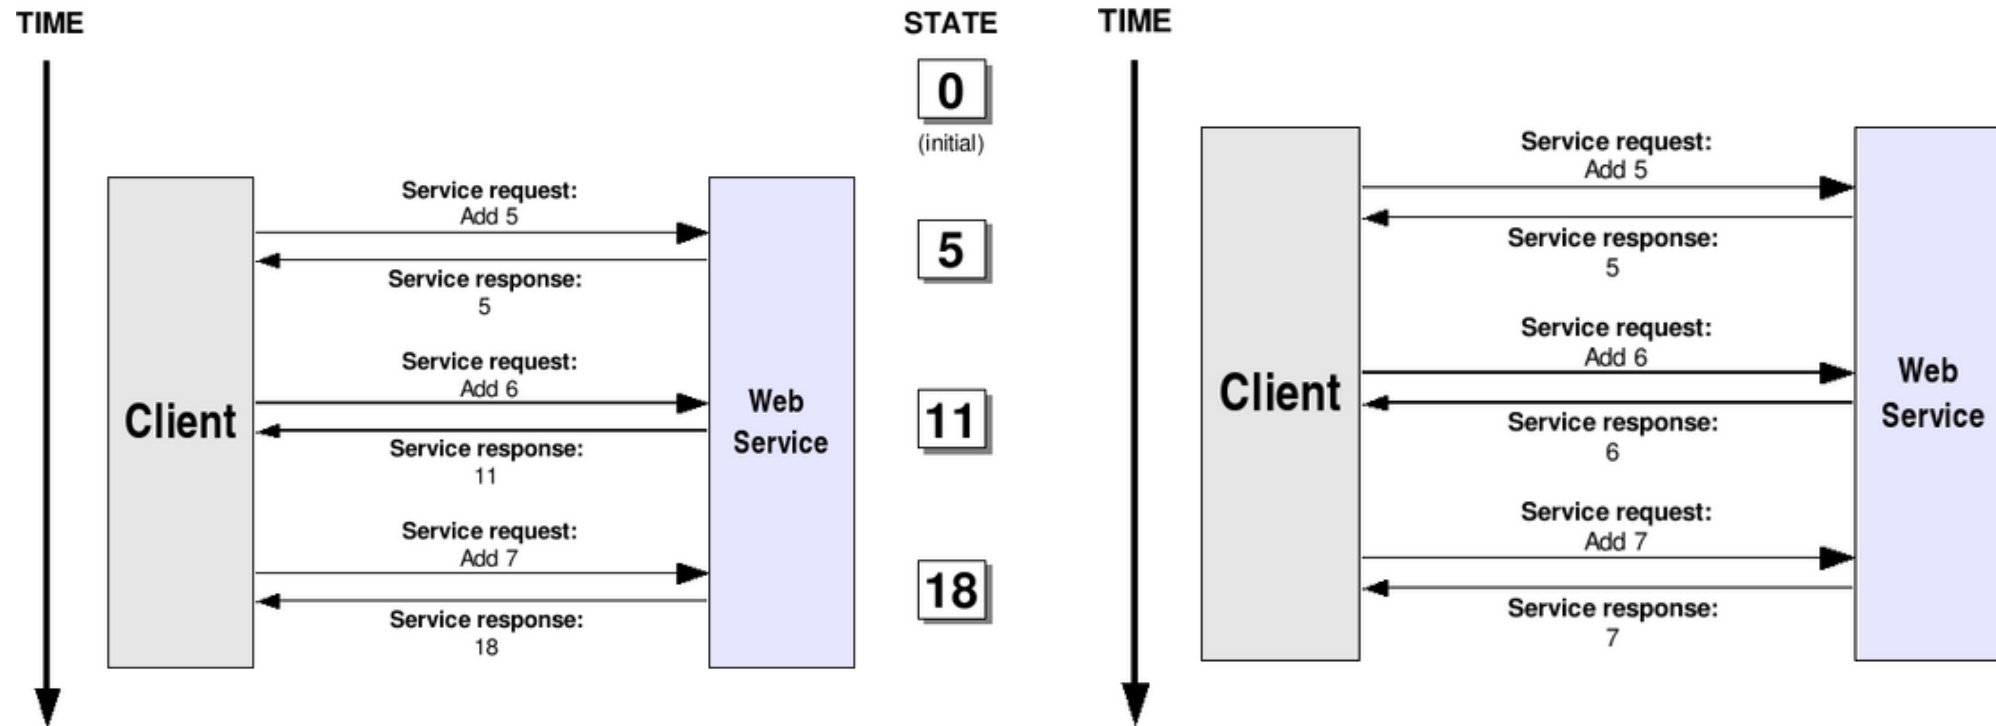 TIME
STATE
0
(initial)
Service request:
Add 5
Service response:
5
5
Service request:
Add 6
Client
Web
Service
11
Service response:
11
Service request:
Add 7
18
Service response:
18
TIME
Service request:
Add 5
Service response:
5
Service request:
Add 6
Client
Web
Service
Service response:
6
Service request:
Add 7
Service response:
7